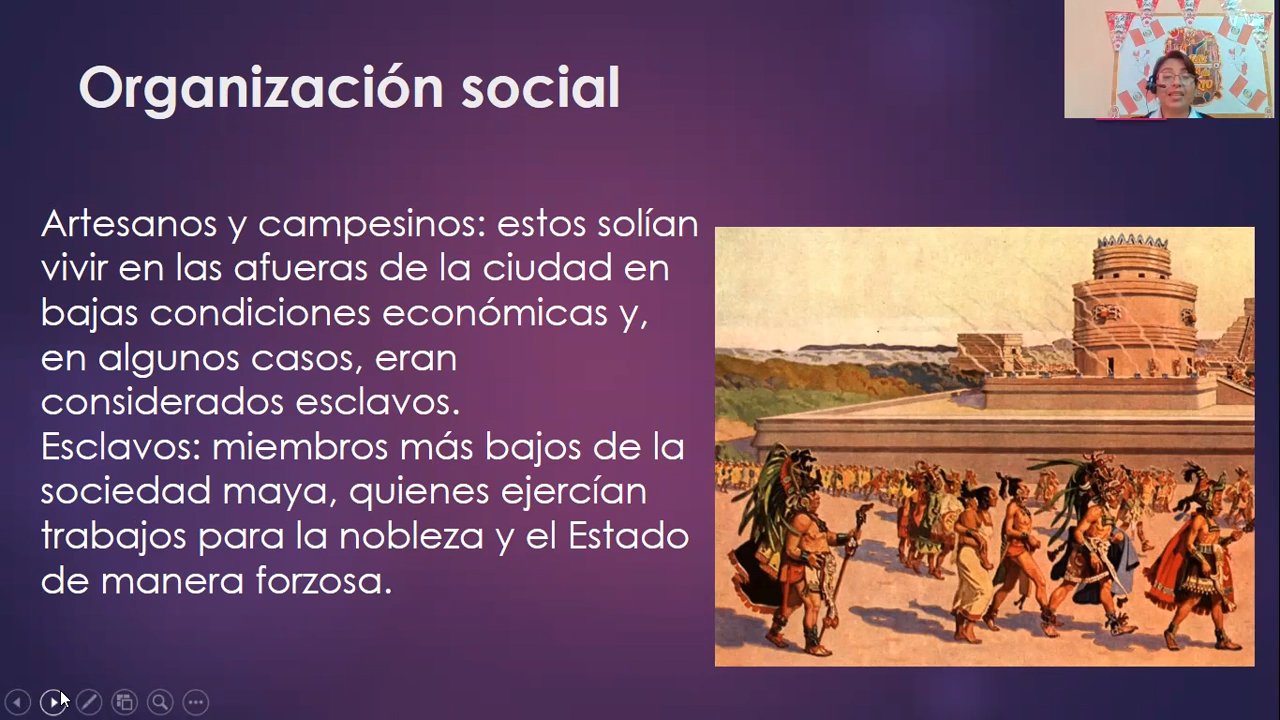 Organización social
Artesanos y campesinos: estos solían
vivir en las afueras de la ciudad en
bajas condiciones económicas y,
en algunos casos, eran
considerados esclavos.
Esclavos: miembros más bajos de la
sociedad maya, quienes ejercían
trabajos para la nobleza y el Estado
de manera forzosa.